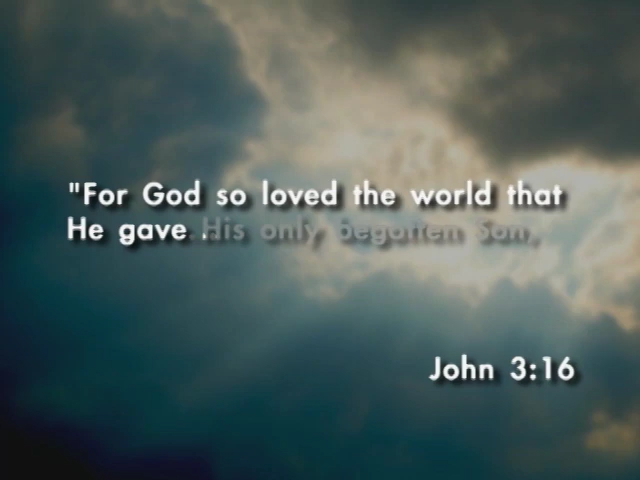 "For God so loved the world that
He gave . His only begotten Son,
John 3:16